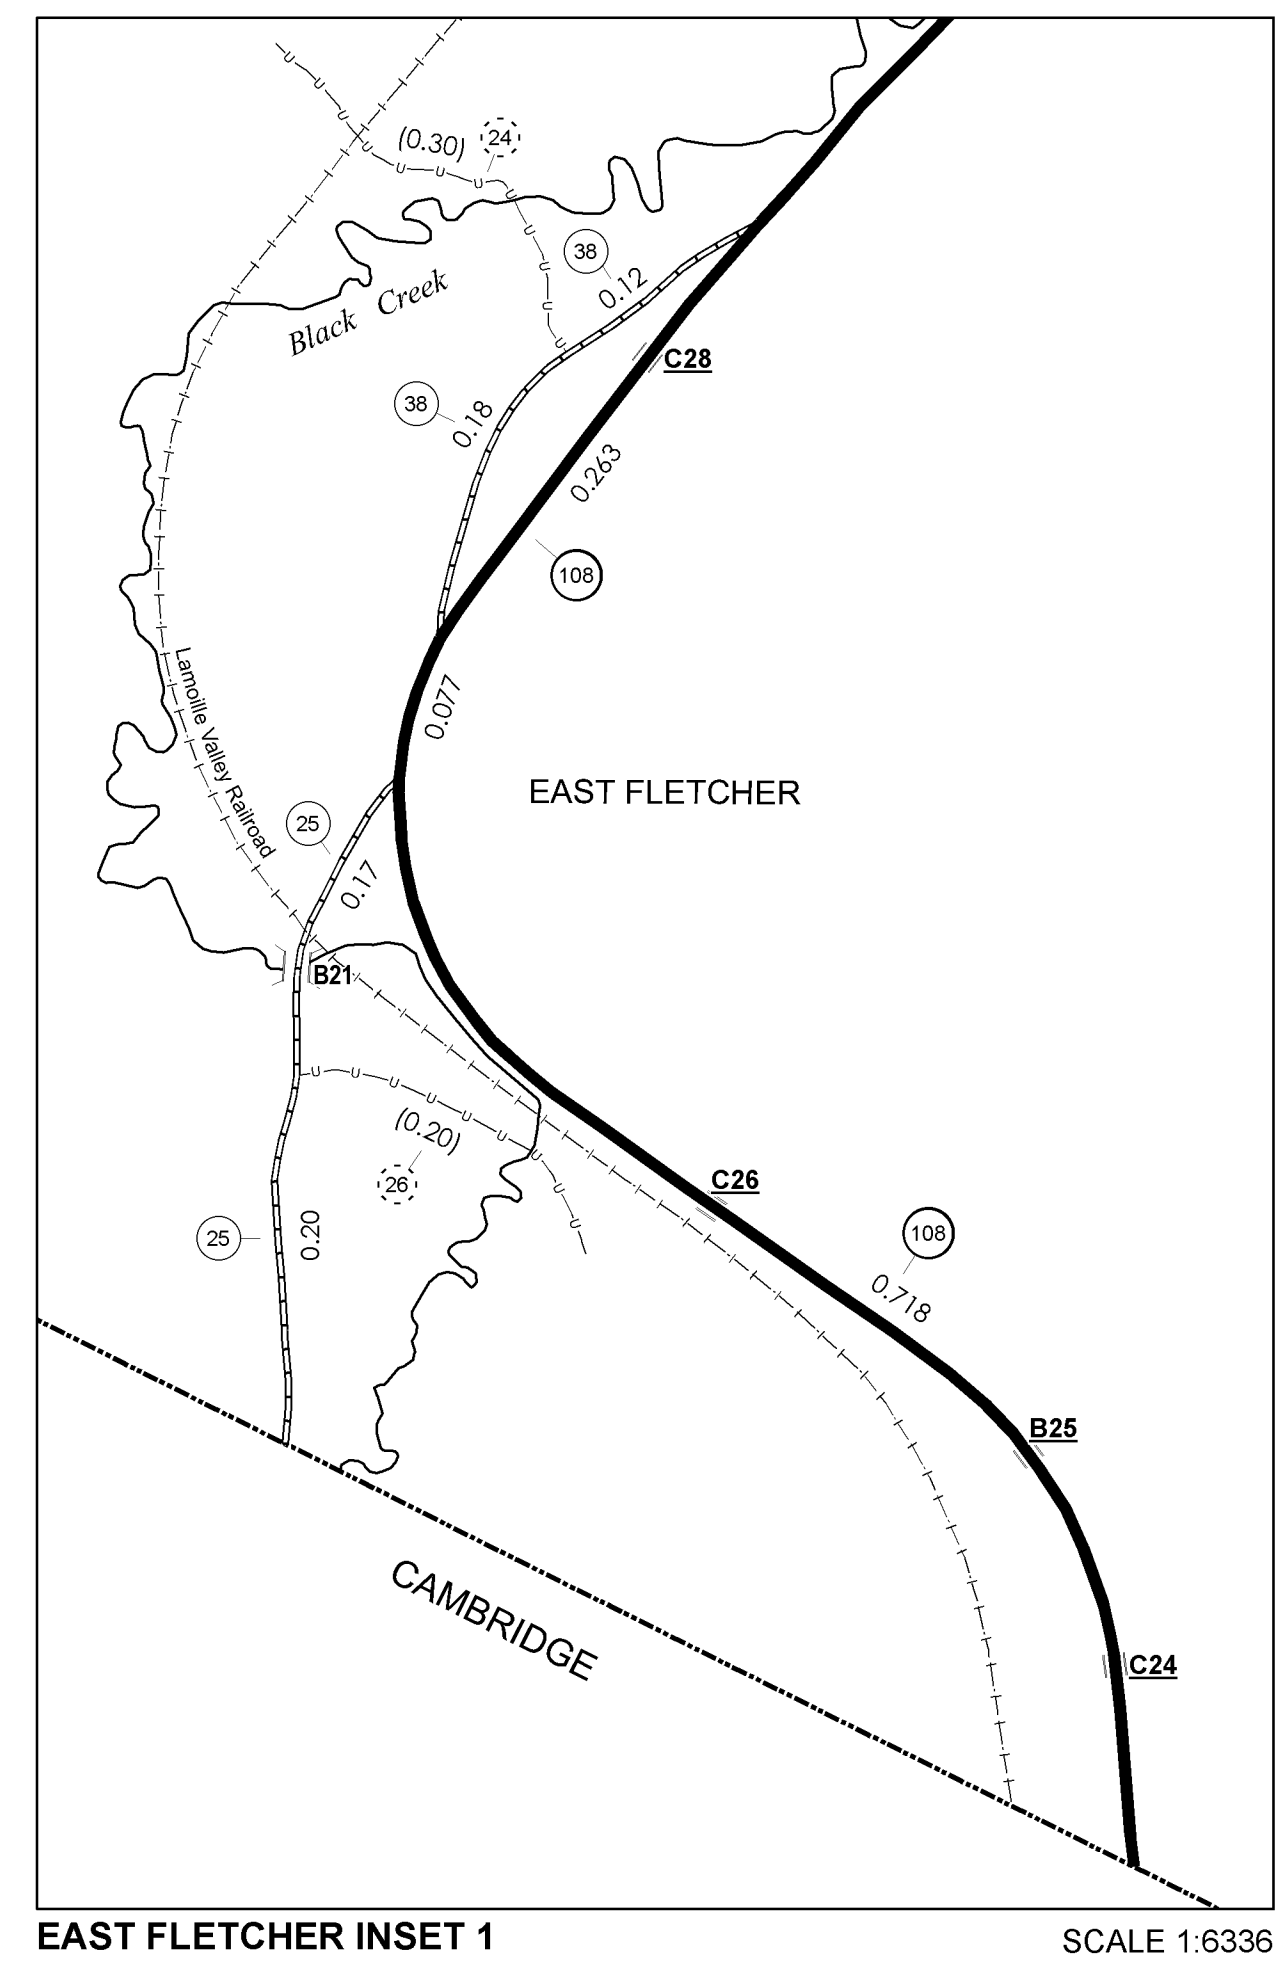 (0.30)
24
38
0.12
Black Creek
C28
38
0.18
0.263
108
Lamoille Valley Railroad
0.077
EAST FLETCHER
25
0.17
B21
(0.20)
26
C26
25
0.20
108
0.718
B25
CAMBRIDGE
C24
EAST FLETCHER INSET 1
SCALE 1:6336